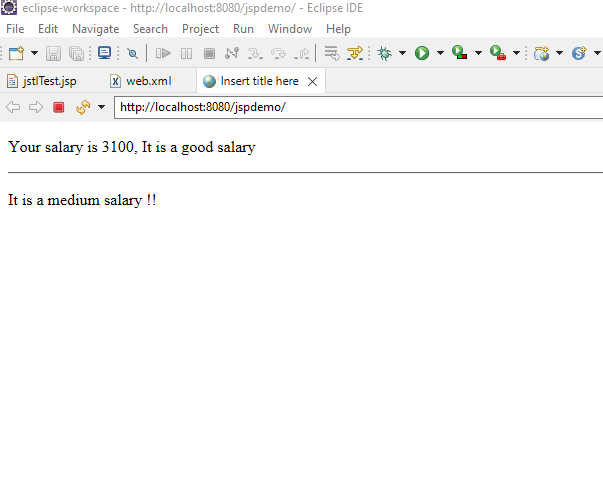 eclipse-workspace - http://localhost:8080/jspdemo/ - Eclipse IDE
File Edit Navigate Search Project Run Window Help
jstlTest.jsp web.xml Insert title here
http://localhost:8080/jspdemo/
Your salary is 3100, It is a good salary
It is a medium salary !!